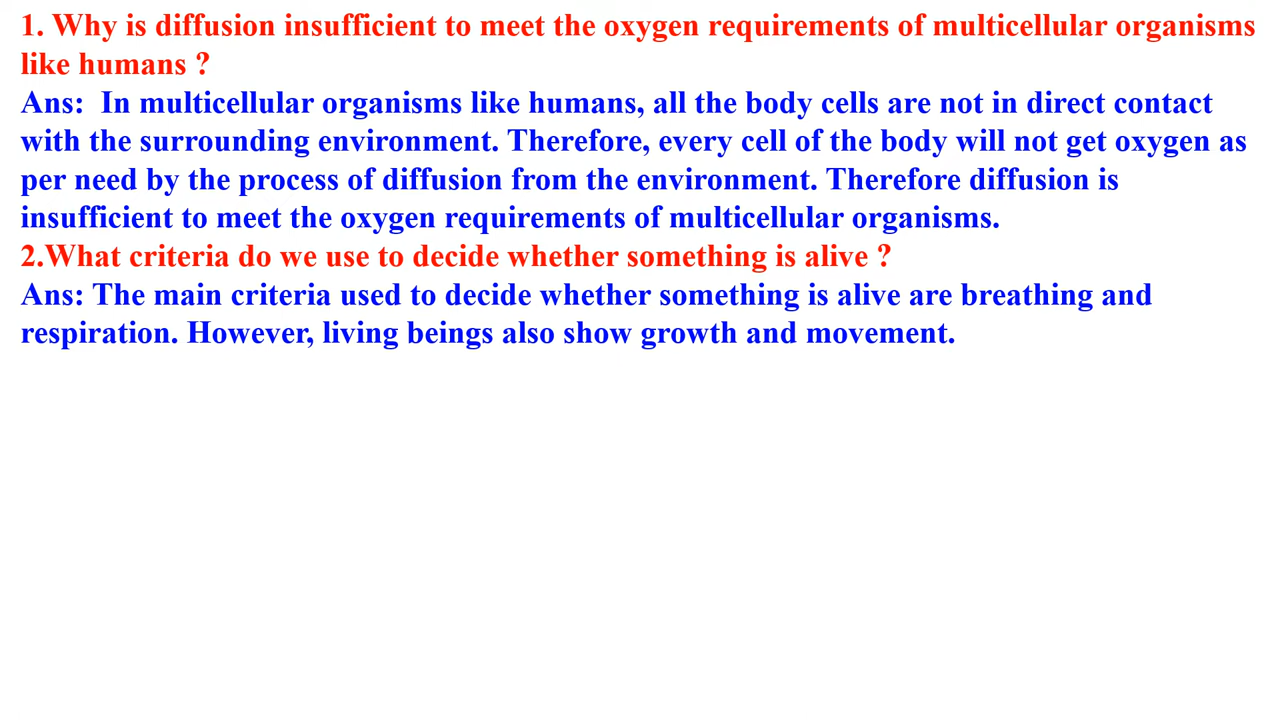 1. Why is diffusion insufficient to meet the oxygen requirements of multicellular organisms
like humans ?
Ans:  In multicellular organisms like humans, all the body cells are not in direct contact
with the surrounding environment. Therefore, every cell of the body will not get oxygen as
per need by the process of diffusion from the environment. Therefore diffusion is
insufficient to meet the oxygen requirements of multicellular organisms.
2.What criteria do we use to decide whether something is alive ?
Ans: The main criteria used to decide whether something is alive are breathing and
respiration. However, living beings also show growth and movement.